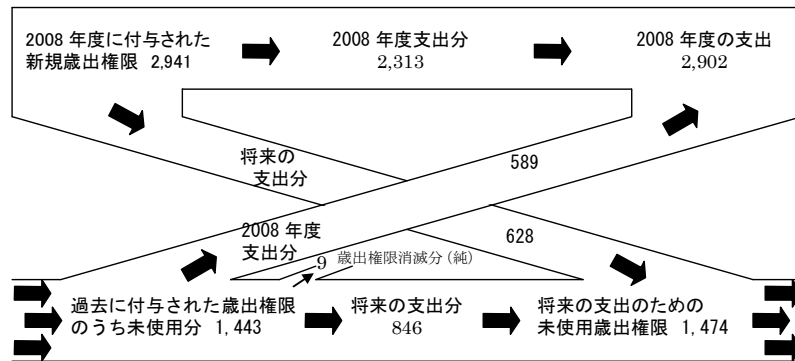 2008 年度に付与された
新規歳出権限 2,941
2008 年度支出分
2,313
2008 年度の支出
2,902
将来の
支出分
589
2008 年度
支出分
9 歳出権限消滅分 (純)
628
過去に付与された歳出権限
のうち未使用分 1,443
将来の支出分
846
将来の支出のための
未使用歳出権限 1,474